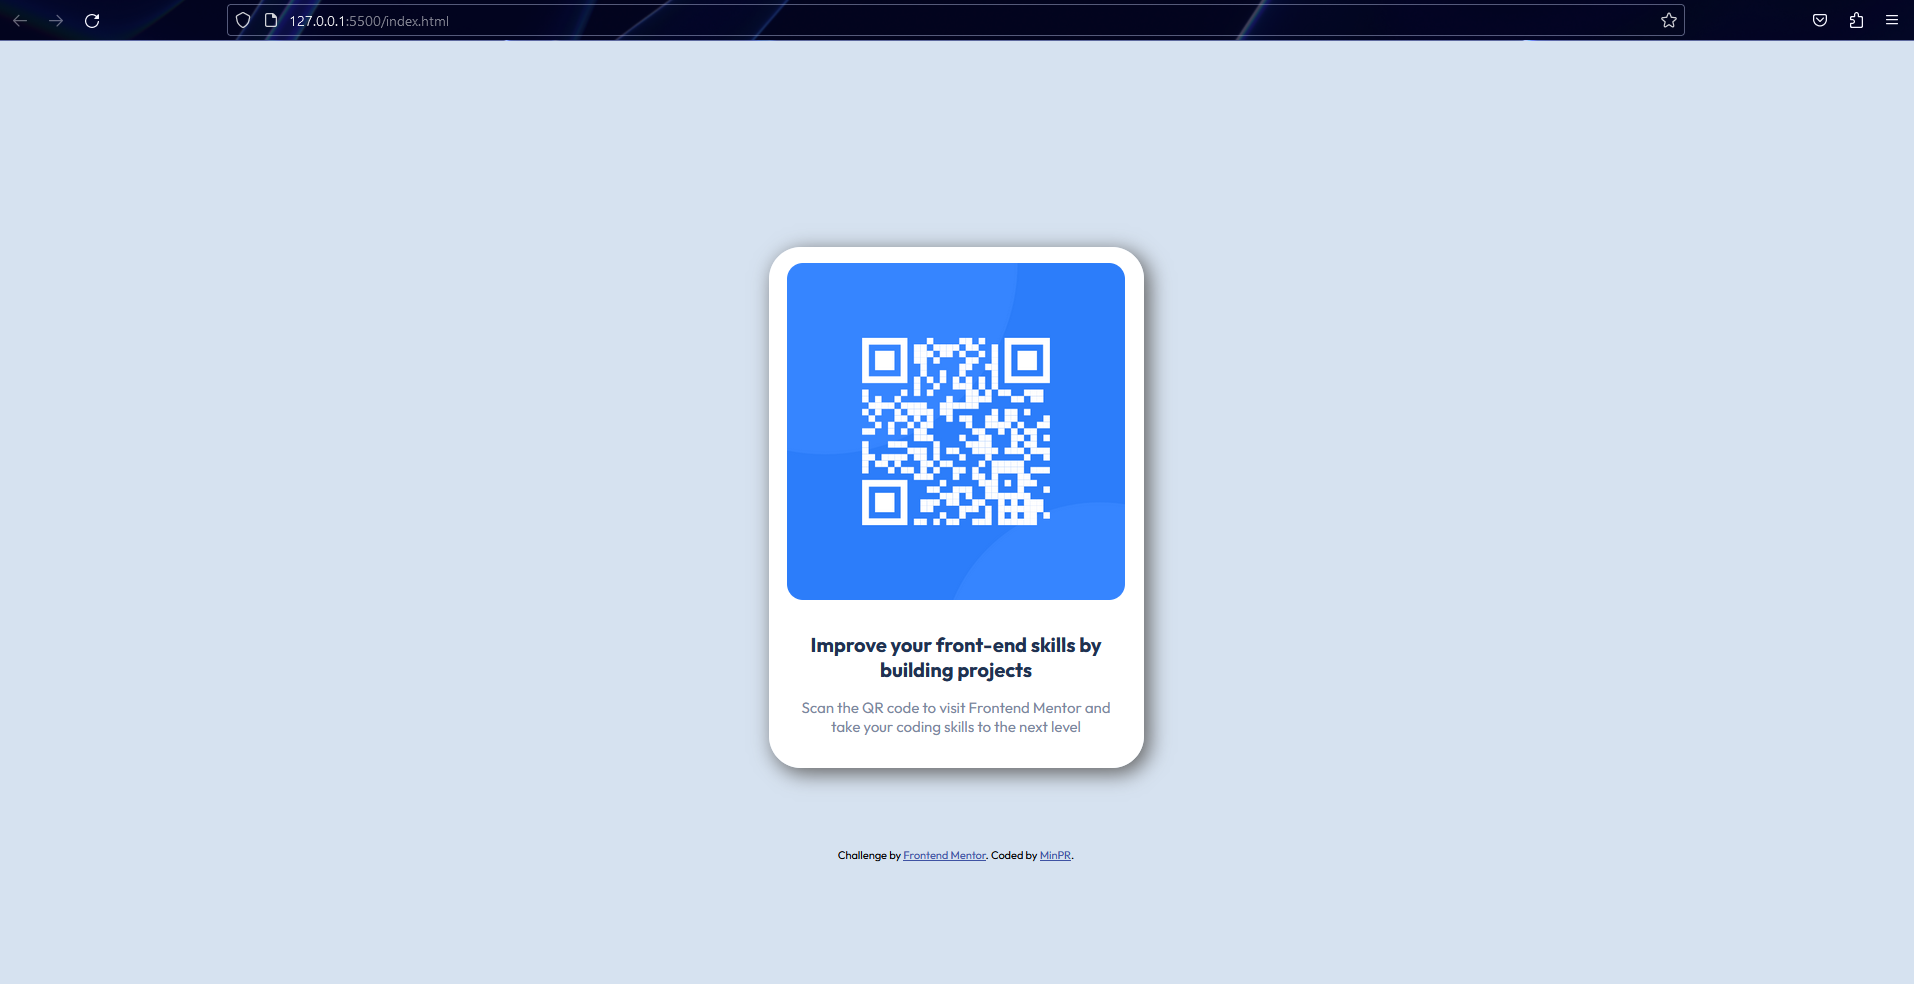 127.0.0.1:5500/index.html
Improve your front-end skills by
building projects
Scan the QR code to visit Frontend Mentor and
take your coding skills to the next level
Challenge by Frontend Mentor. Coded by MinPR.